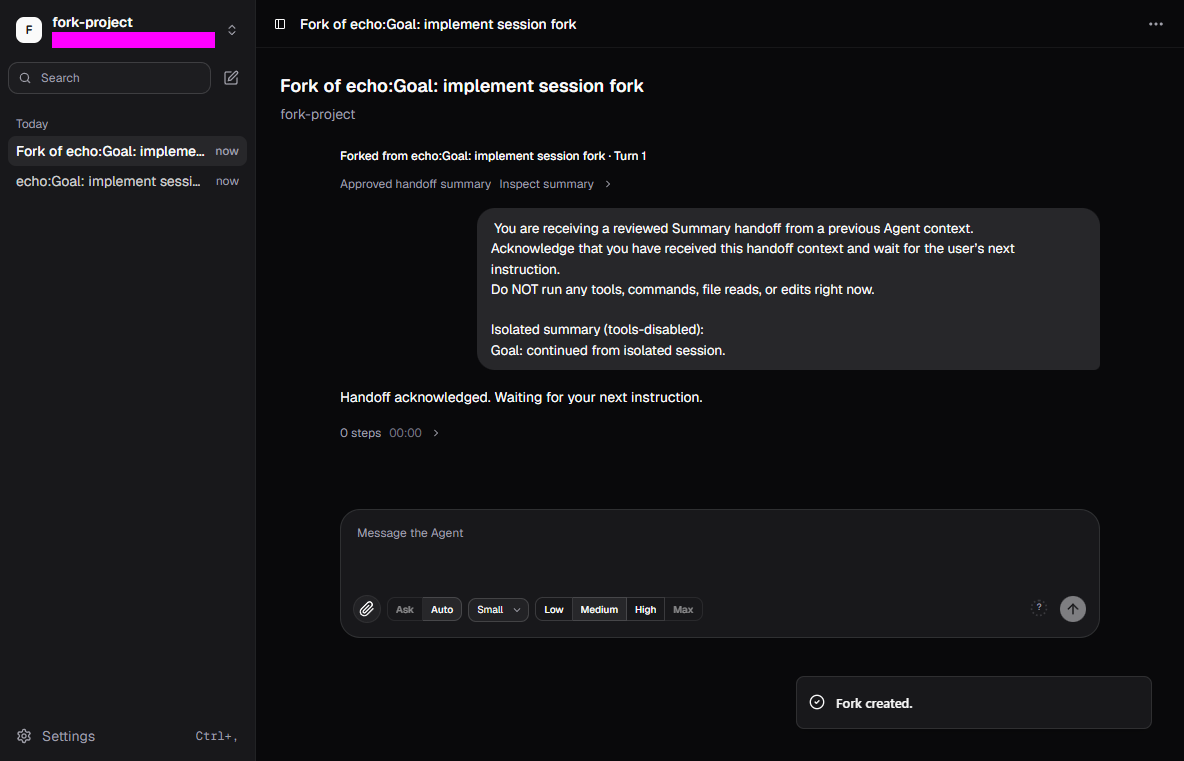 F
fork-project
Search
Today
Fork of echo:Goal: impleme... now
echo:Goal: implement sessi... now
Settings Ctrl+,
Fork of echo:Goal: implement session fork
Fork of echo:Goal: implement session fork
fork-project
Forked from echo:Goal: implement session fork · Turn 1
Approved handoff summary Inspect summary
You are receiving a reviewed Summary handoff from a previous Agent context.
Acknowledge that you have received this handoff context and wait for the user's next
instruction.
Do NOT run any tools, commands, file reads, or edits right now.
Isolated summary (tools-disabled):
Goal: continued from isolated session.
Handoff acknowledged. Waiting for your next instruction.
0 steps 00:00
Message the Agent
Ask Auto Small Low Medium High Max ?
Fork created.